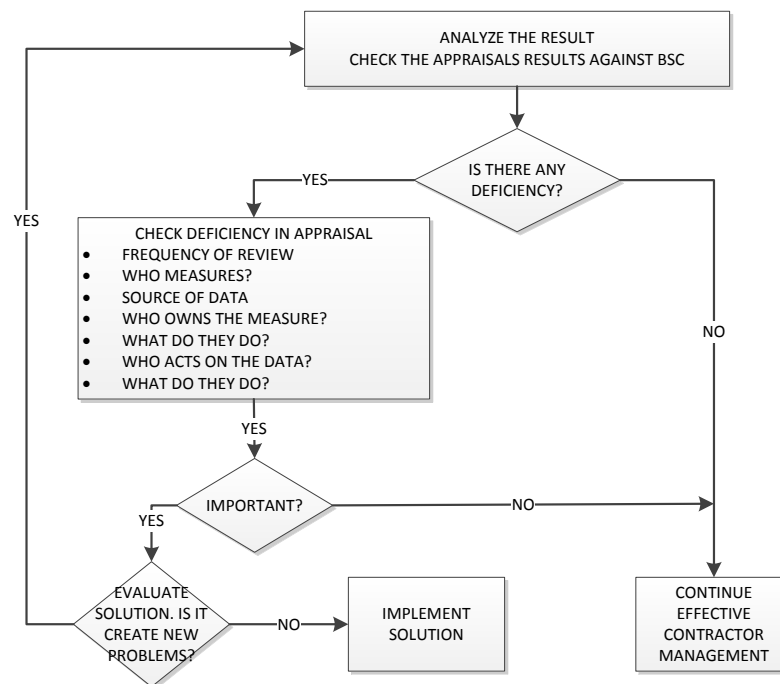 ANALYZE THE RESULT
CHECK THE APPRAISALS RESULTS AGAINST BSC
IS THERE ANY
DEFICIENCY?
YES
YES
CHECK DEFICIENCY IN APPRAISAL
• FREQUENCY OF REVIEW
• WHO MEASURES?
• SOURCE OF DATA
• WHO OWNS THE MEASURE?
• WHAT DO THEY DO?
• WHO ACTS ON THE DATA?
• WHAT DO THEY DO?
NO
YES
IMPORTANT?
NO
YES
EVALUATE
SOLUTION. IS IT
CREATE NEW
PROBLEMS?
NO
IMPLEMENT
SOLUTION
CONTINUE
EFFECTIVE
CONTRACTOR
MANAGEMENT